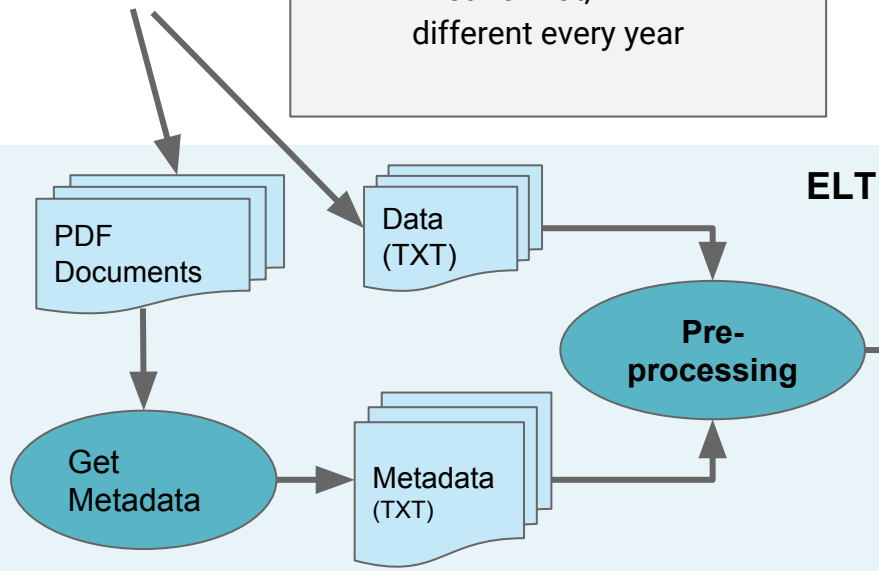 different every year
ELT
PDF
Documents
Data
(TXT)
Pre-
processing
Get
Metadata
Metadata
(TXT)